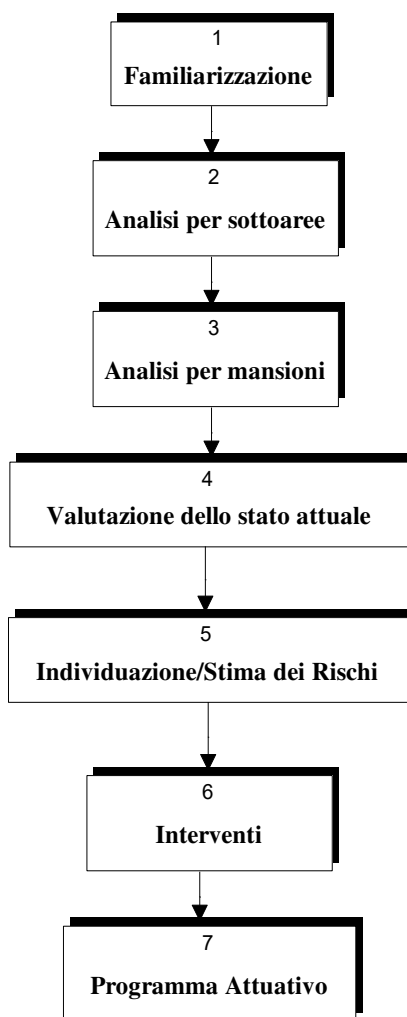 1
Familiarizzazione
2
Analisi per sottoaree
3
Analisi per mansioni
4
Valutazione dello stato attuale
5
Individuazione/Stima dei Rischi
6
Interventi
7
Programma Attuativo